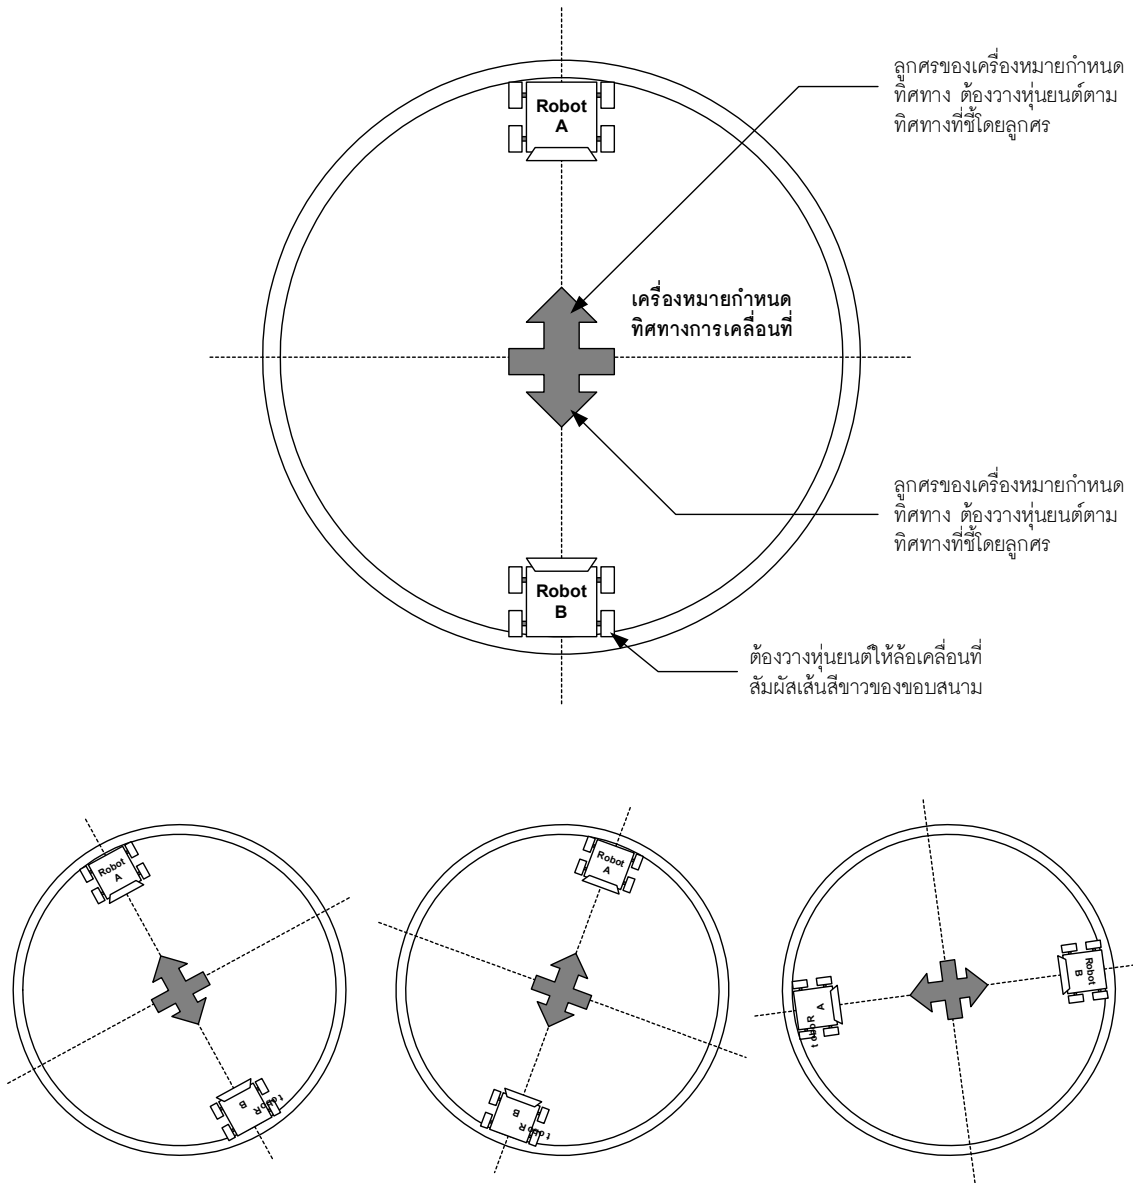 ลูกศรของเครื่องหมายกำหนด
ทิศทาง ต้องวางหุ่นยนต์ตาม
ทิศทางที่ชี้โดยลูกศร
Robot
A
เครื่องหมายกำหนด
ทิศทางการเคลื่อนที่
ลูกศรของเครื่องหมายกำหนด
ทิศทาง ต้องวางหุ่นยนต์ตาม
ทิศทางที่ชี้โดยลูกศร
Robot
B
ต้องวางหุ่นยนต์ให้ล้อเคลื่อนที่
สัมผัสเส้นสีขาวของขอบสนาม
Robot
A
Robot
B
Robot
A
Robot
B
Robot
A
Robot
B